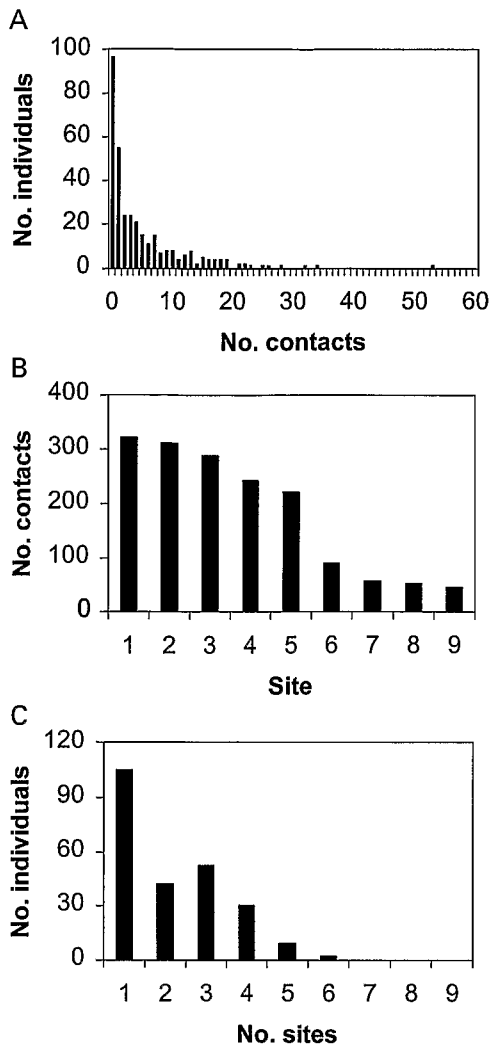 A
No. individuals
100
80
60
40
20
0
0 10 20 30 40 50 60
No. contacts
B
No. contacts
400
300
200
100
0
1 2 3 4 5 6 7 8 9
Site
C
No. individuals
120
90
60
30
0
1 2 3 4 5 6 7 8 9
No. sites